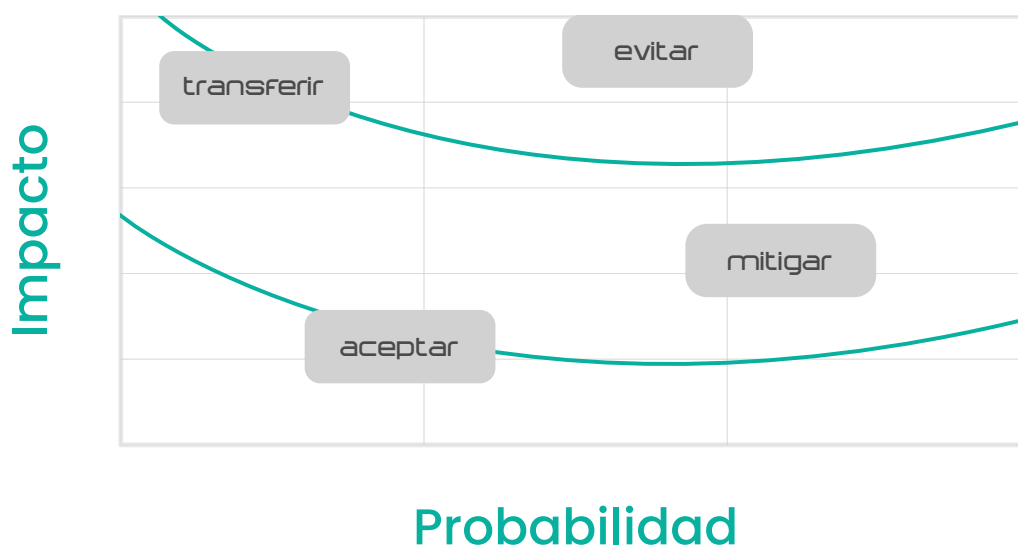 evitar
transferir
Impacto
mitigar
aceptar
Probabilidad